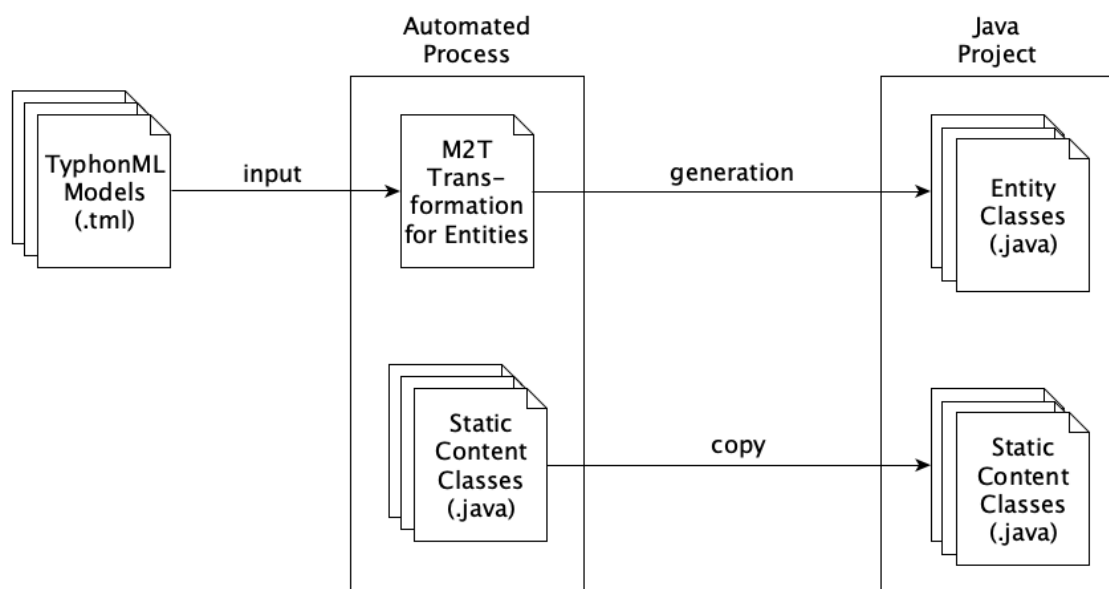 Automated
Process
Java
Project
TyphonML
Models
(.tml)
input
M2T
Trans-
formation
for Entities
generation
Entity
Classes
(.java)
Static
Content
Classes
(.java)
copy
Static
Content
Classes
(.java)